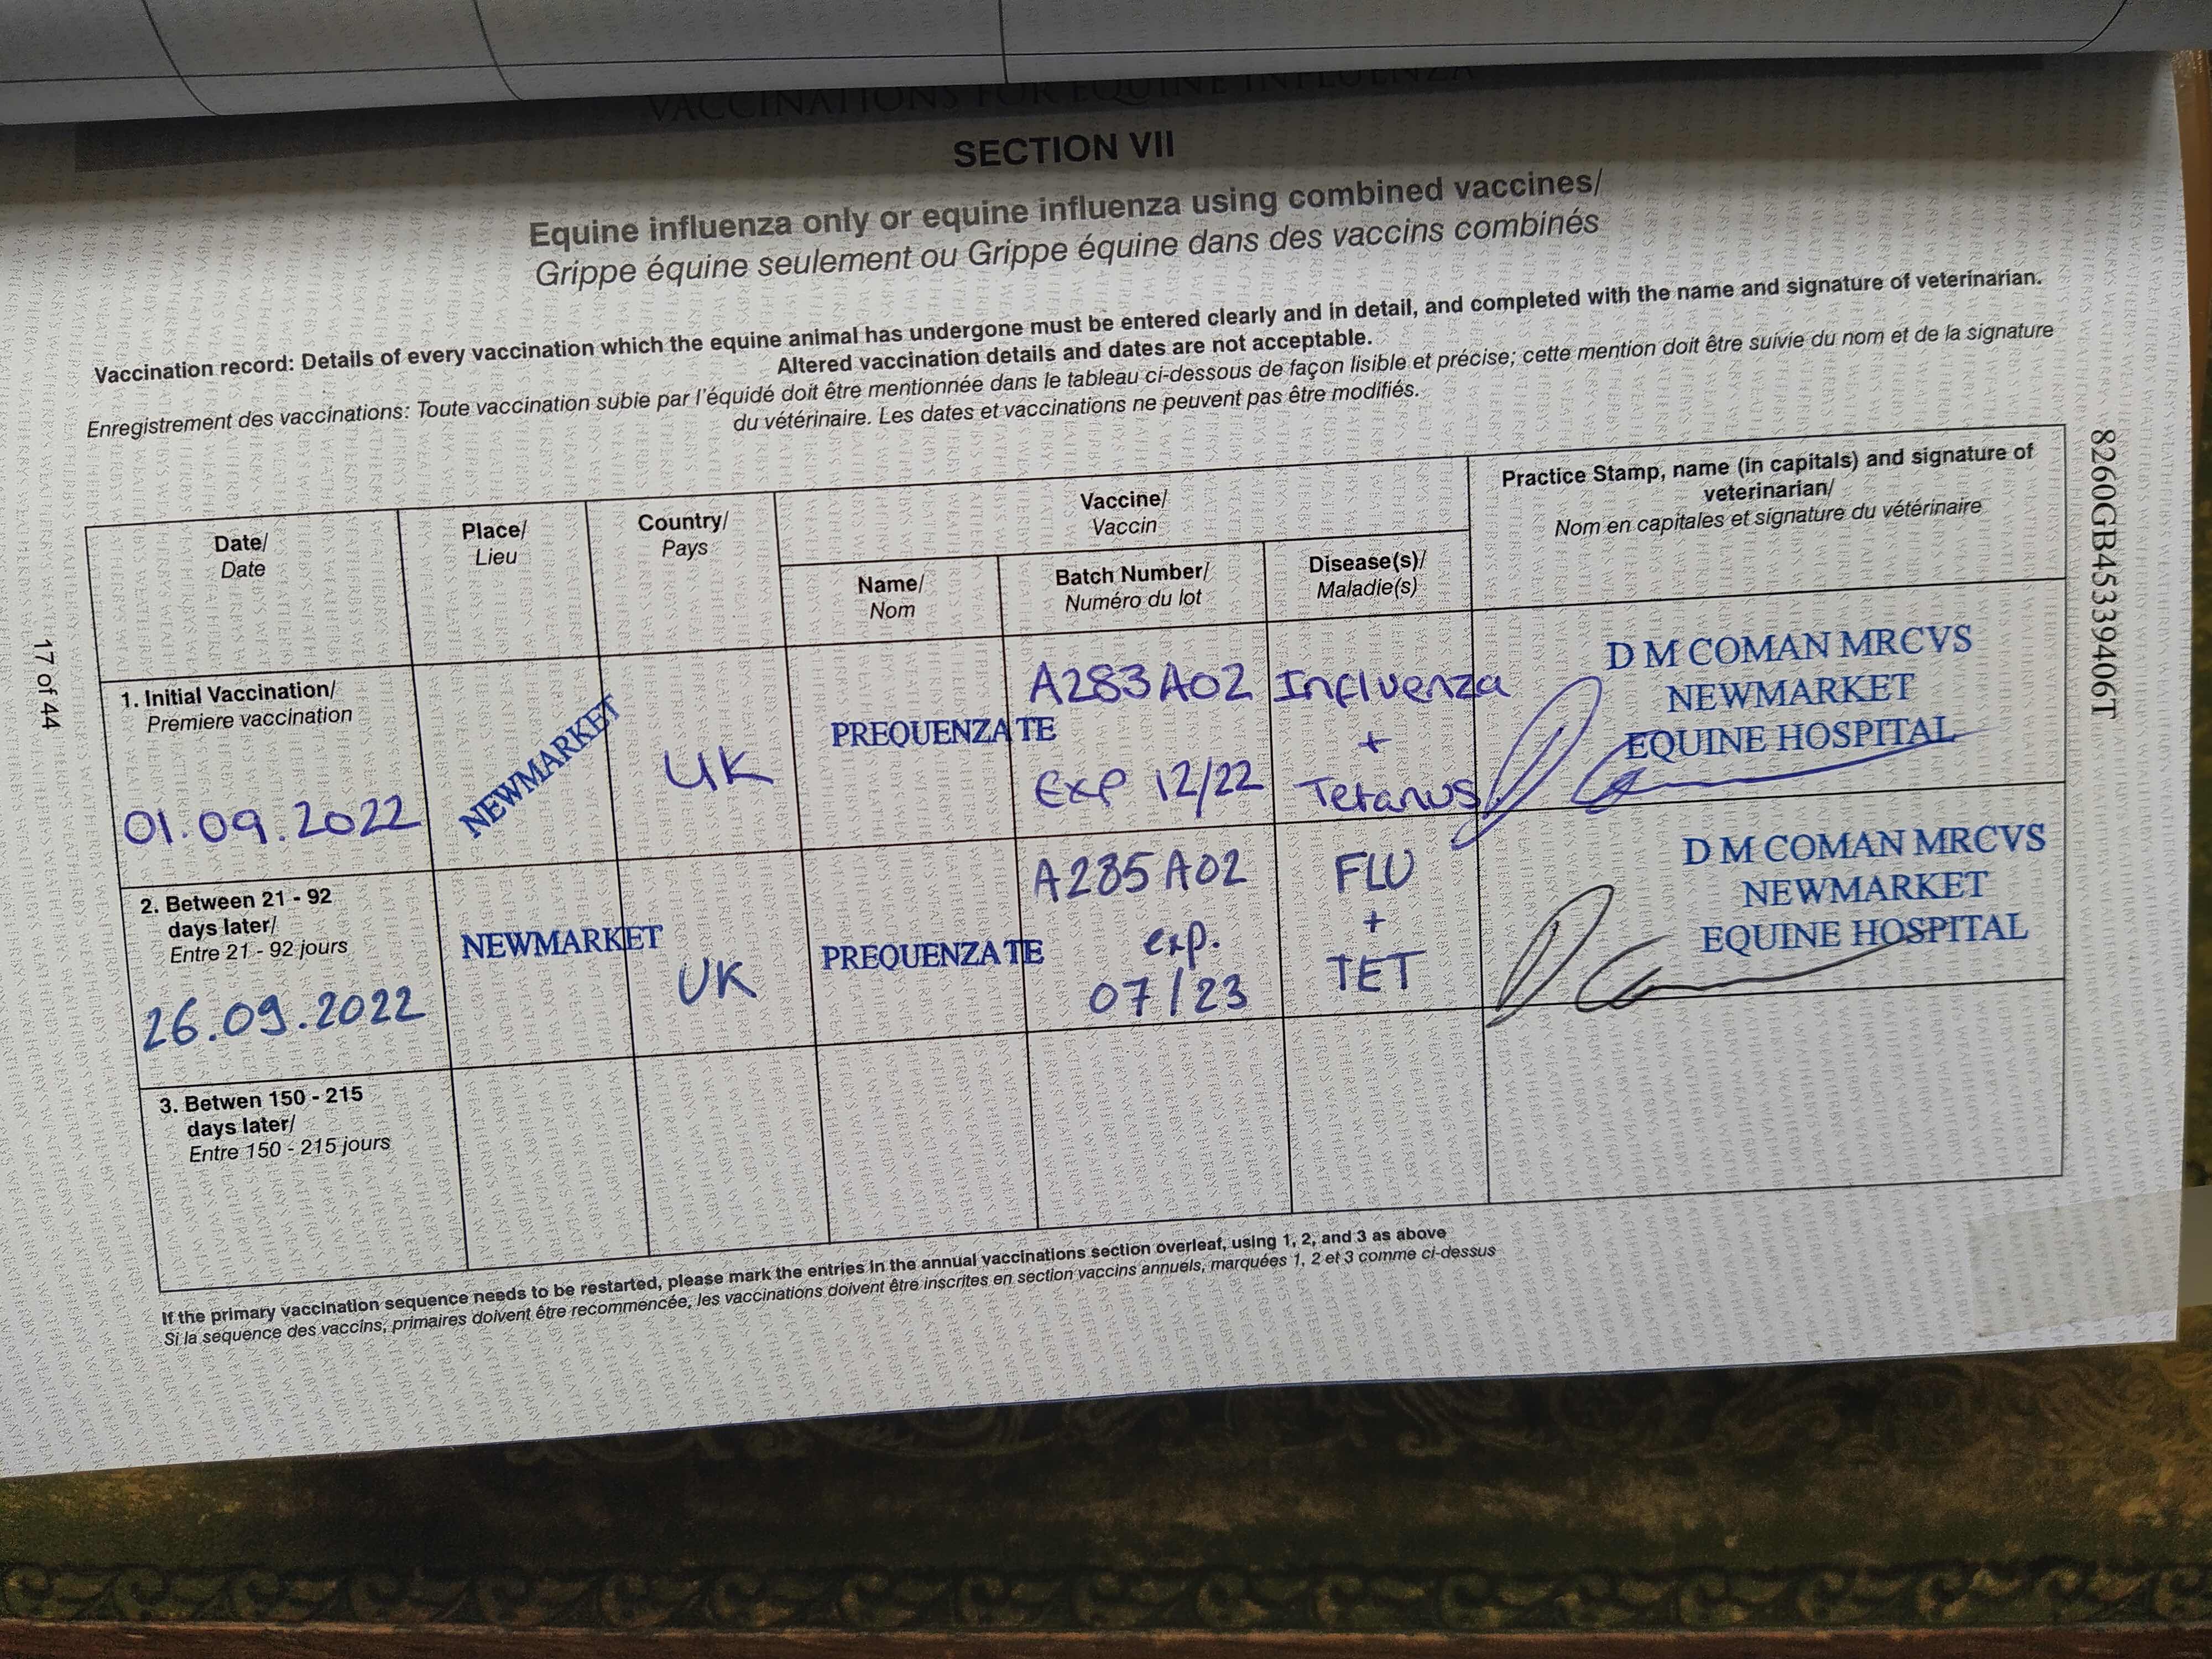 VACCINATIONS FOR EQUINE INFLUENZA
SECTION VII
Equine influenza only or equine influenza using combined vaccines/
Grippe équine seulement ou Grippe équine dans des vaccins combinés
Vaccination record: Details of every vaccination which the equine animal has undergone must be entered clearly and in detail, and completed with the name and signature of veterinarian.
Altered vaccination details and dates are not acceptable.
Enregistrement des vaccinations: Toute vaccination subie par l'équidé doit être mentionnée dans le tableau ci-dessous de façon lisible et précise; cette mention doit être suivie du nom et de la signature
du vétérinaire. Les dates et vaccinations ne peuvent pas être modifiés.
Date/
Date
Place/
Lieu
Country/
Pays
Vaccine/
Vaccin
Name/
Nom
Batch Number/
Numéro du lot
Disease(s)/
Maladie(s)
Practice Stamp, name (in capitals) and signature of
veterinarian/
Nom en capitales et signature du vétérinaire
1. Initial Vaccination/
Premiere vaccination
01.09.2022
NEWMARKET
UK
PREQUENZA TE
A283A02
Exp 12/22
Influenza
+
Tetanus
D M COMAN MRCVS
NEWMARKET
EQUINE HOSPITAL
2. Between 21 - 92
days later/
Entre 21 - 92 jours
26.09.2022
NEWMARKET
UK
PREQUENZA TE
A285A02
exp.
07/23
FLU
+
TET
D M COMAN MRCVS
NEWMARKET
EQUINE HOSPITAL
3. Betwen 150 - 215
days later/
Entre 150 - 215 jours
If the primary vaccination sequence needs to be restarted, please mark the entries in the annual vaccinations section overleaf, using 1, 2, and 3 as above
Si la sequence des vaccins, primaires doivent être recommencée, les vaccinations doivent être inscrites en section vaccins annuels, marquées 1, 2 et 3 comme ci-dessus
17 of 44
8260GB45339406T